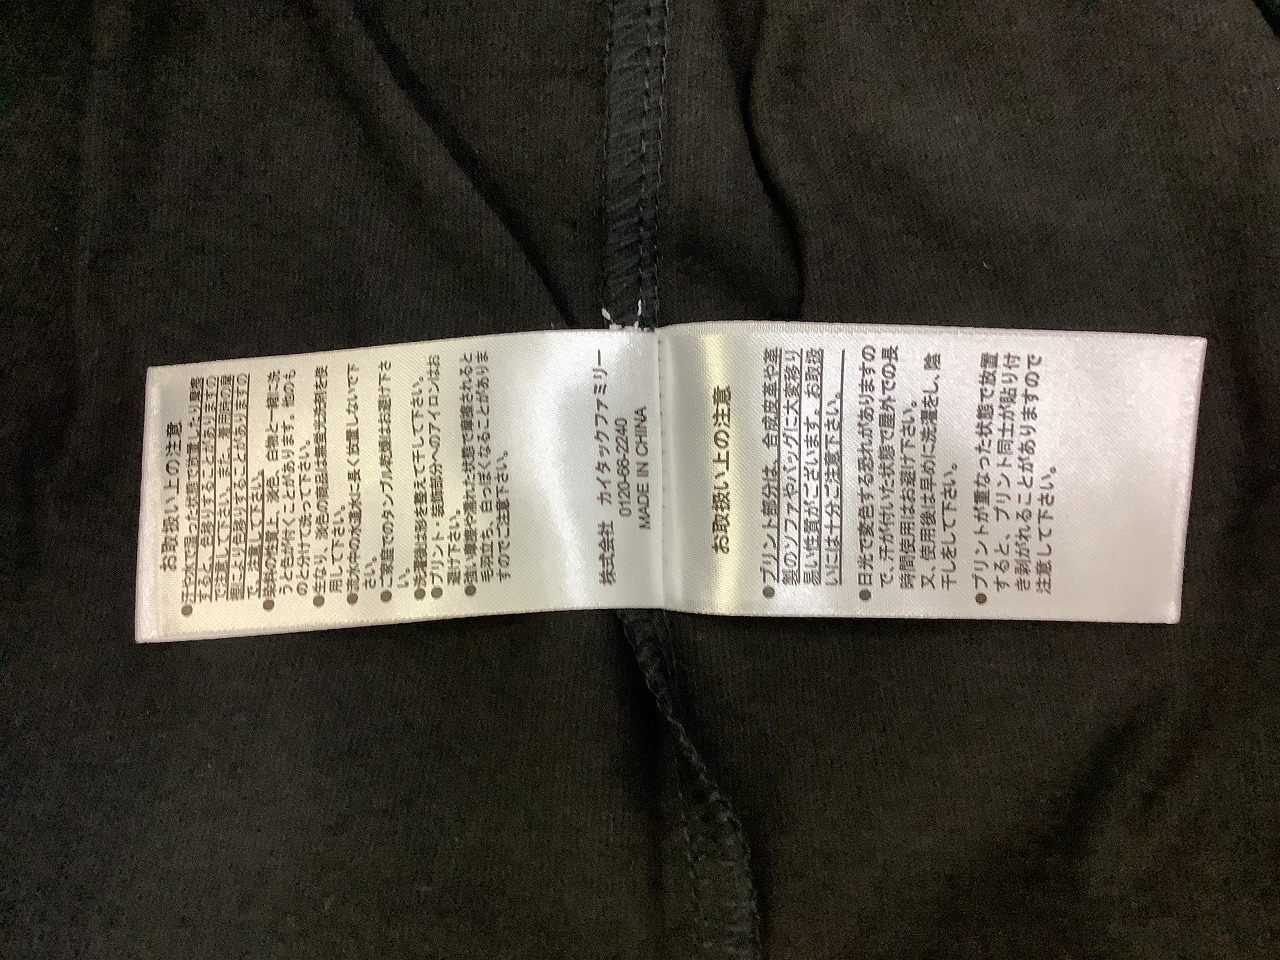 お取扱い上の注意
●汗や水で湿った状態で放置したり摩擦
すると、色移りすることがありますの
で注意して下さい。また、着用時の摩
擦により色移りすることがありますの
で、注意して下さい。
●染料の性質上、淡色、白物と一緒に洗
うと色が付くことがあります。他のも
のと分けて洗って下さい。
●生なり、淡色の商品は無蛍光洗剤を使
用して下さい。
●洗水中の水進水に長く放置しないで下
さい。
●ご家庭でのタンブル乾燥はお避け下さ
い。
●洗濯後は形を整えて干して下さい。
●プリント・装飾部分へのアイロンはお
避け下さい。
●強い摩擦や濡れた状態で摩擦されると
毛羽立ち、白っぽくなることがありま
すのでご注意下さい。
株式会社 カイタックファミリー
0120-66-2240
MADE IN CHINA
お取扱い上の注意
●プリント部分は、合成皮革や革
製のソファやバッグに大変移り
易い性質がございます。お取扱
いには十分ご注意下さい。
●日光で変色する恐れがありますの
で、汗が付いた状態で屋外での長
時間使用はお避け下さい。
又、使用後は早めに洗濯をし、陰
干しをして下さい。
●プリントが重なった状態で放置
すると、プリント同士が貼り付
き剥がれることがありますので
注意して下さい。